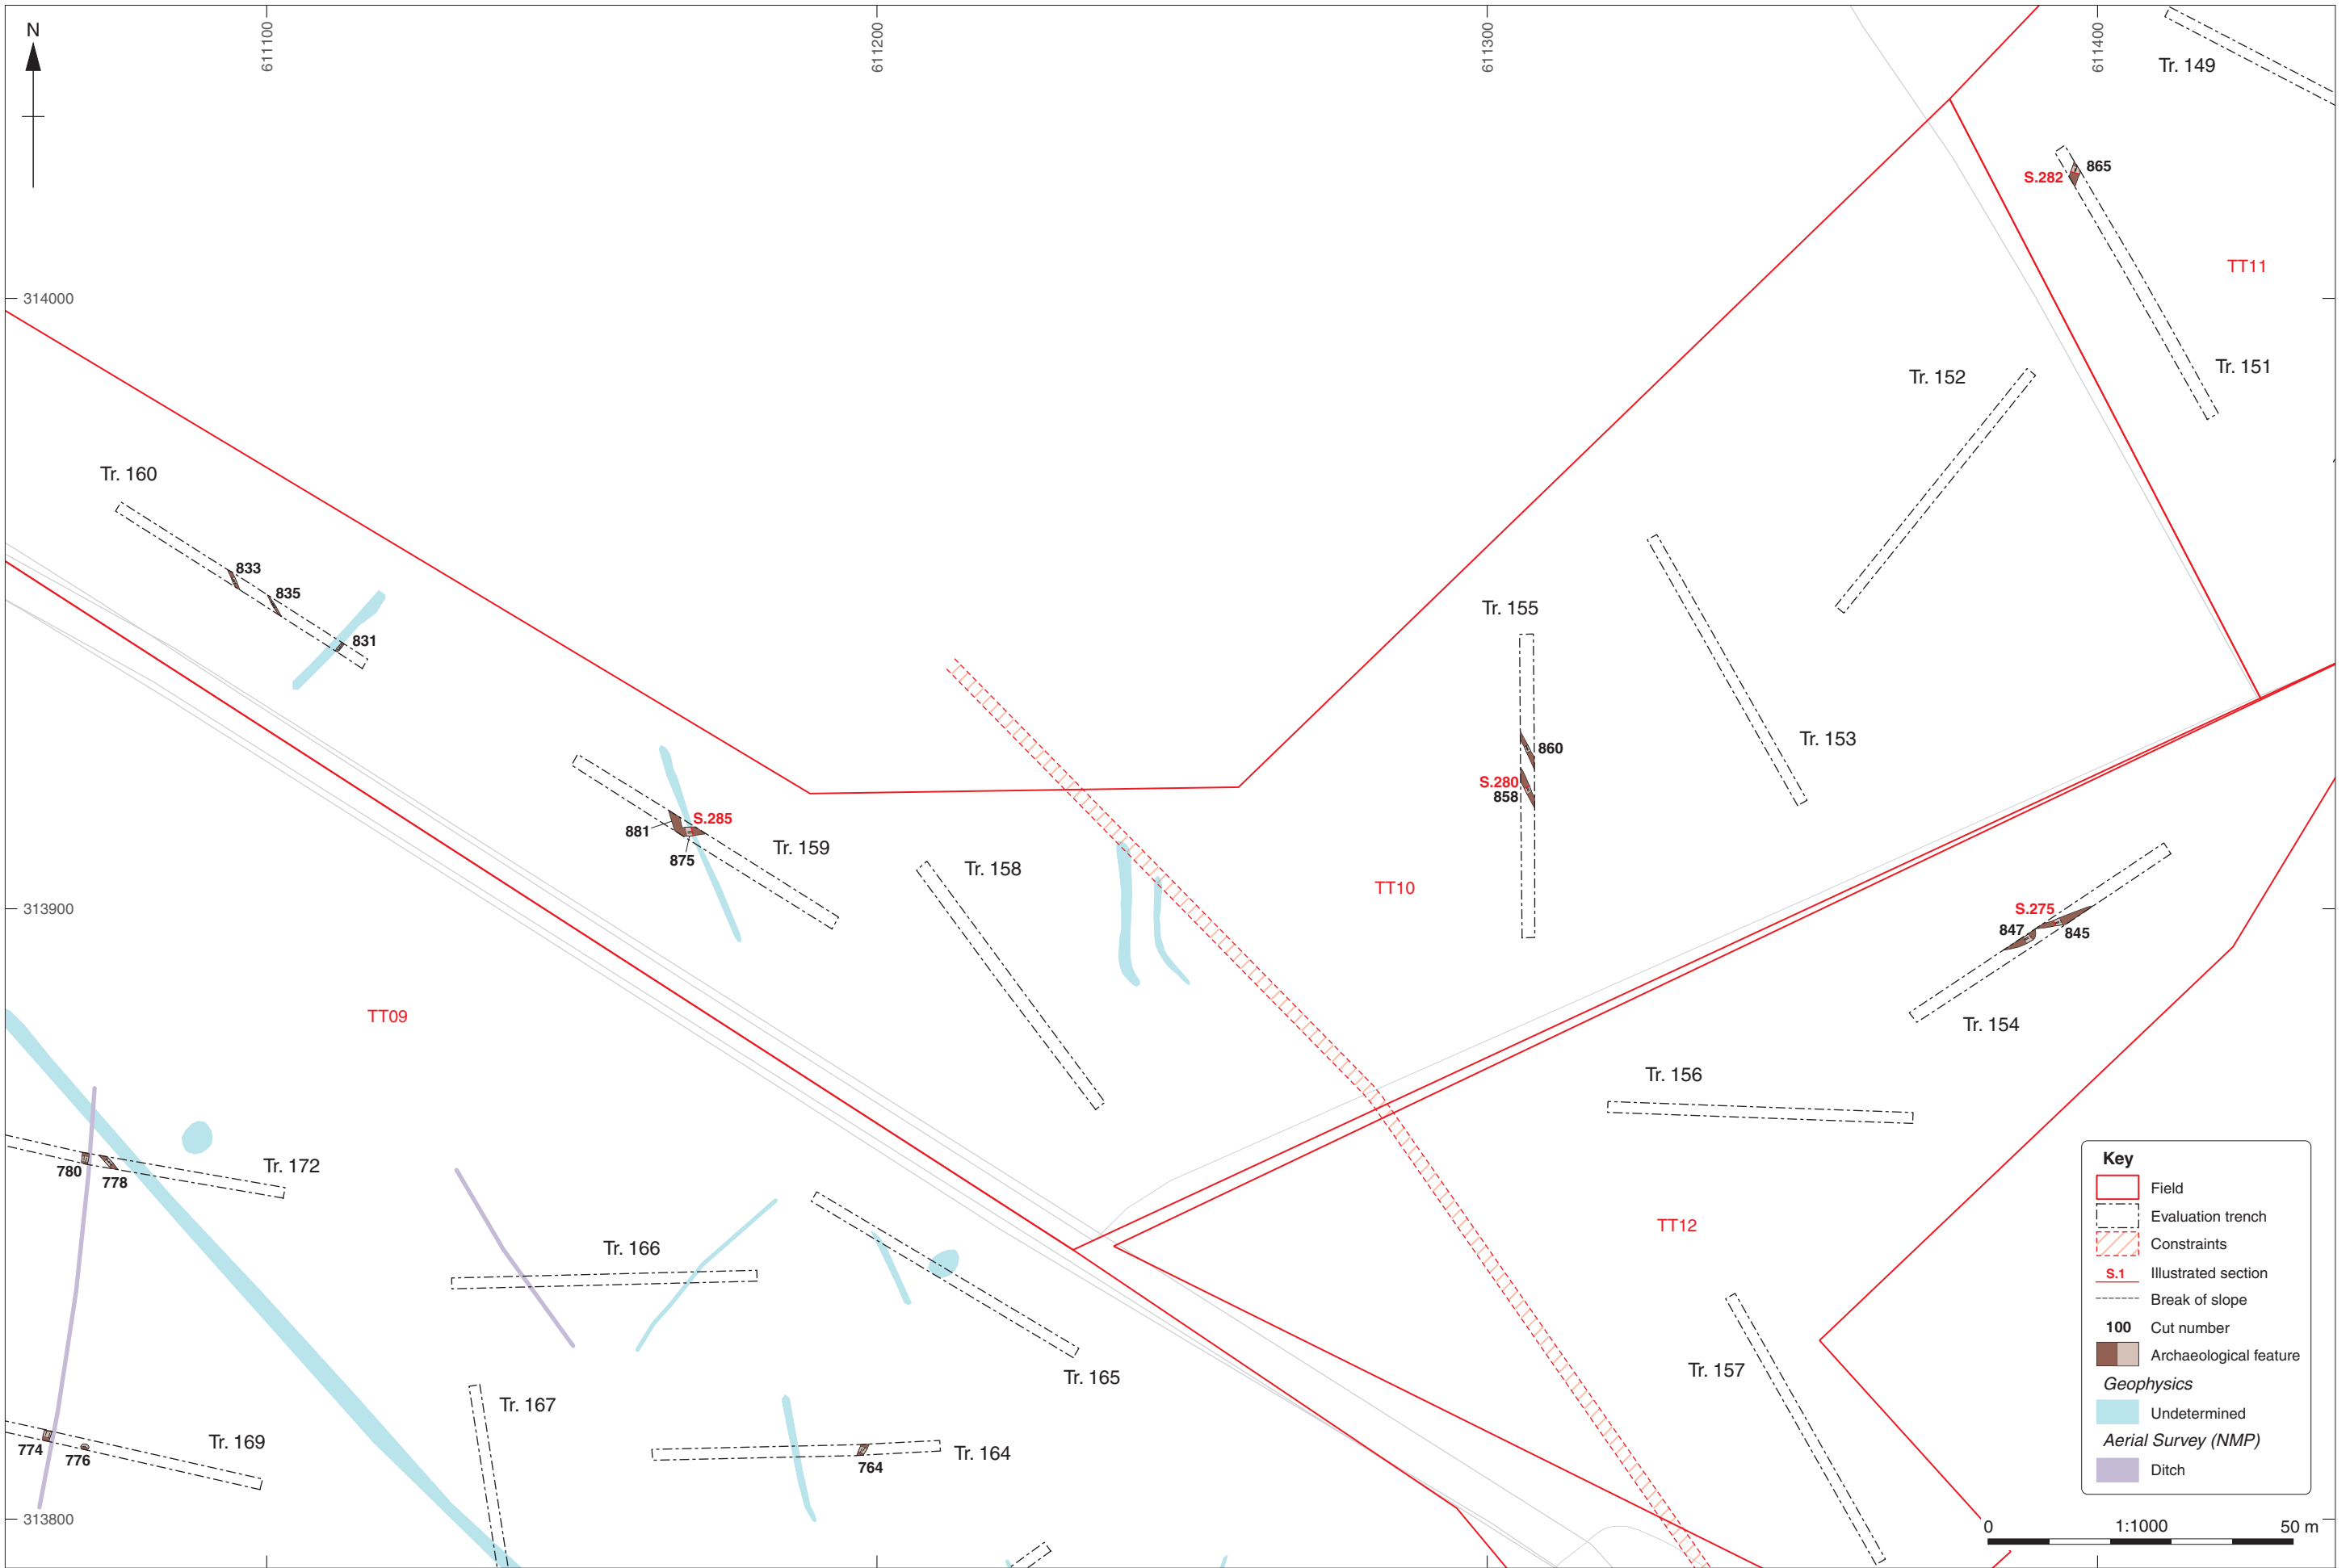 N
611100
611200
611300
611400
Tr. 149
865
S.282
TT11
314000
Tr. 151
Tr. 152
Tr. 160
833
835
831
Tr. 155
860
S.280
858
Tr. 153
S.285
881
875
Tr. 159
Tr. 158
TT10
313900
S.275
847
845
Tr. 154
TT09
Tr. 156
Tr. 172
780
778
TT12
Tr. 166
Tr. 165
Tr. 157
Tr. 167
Tr. 169
774
776
Tr. 164
764
313800
Key
Field
Evaluation trench
Constraints
S.1 Illustrated section
Break of slope
100 Cut number
Archaeological feature
Geophysics
Undetermined
Aerial Survey (NMP)
Ditch
0 1:1000 50 m